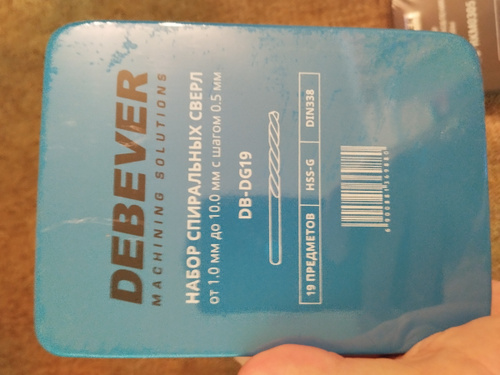 DEBEVER
MACHINING SOLUTIONS
НАБОР СПИРАЛЬНЫХ СВЕРЛ
от 1.0 мм до 10.0 мм с шагом 0.5 мм
DB-DG19
19 ПРЕДМЕТОВ HSS-G DIN338